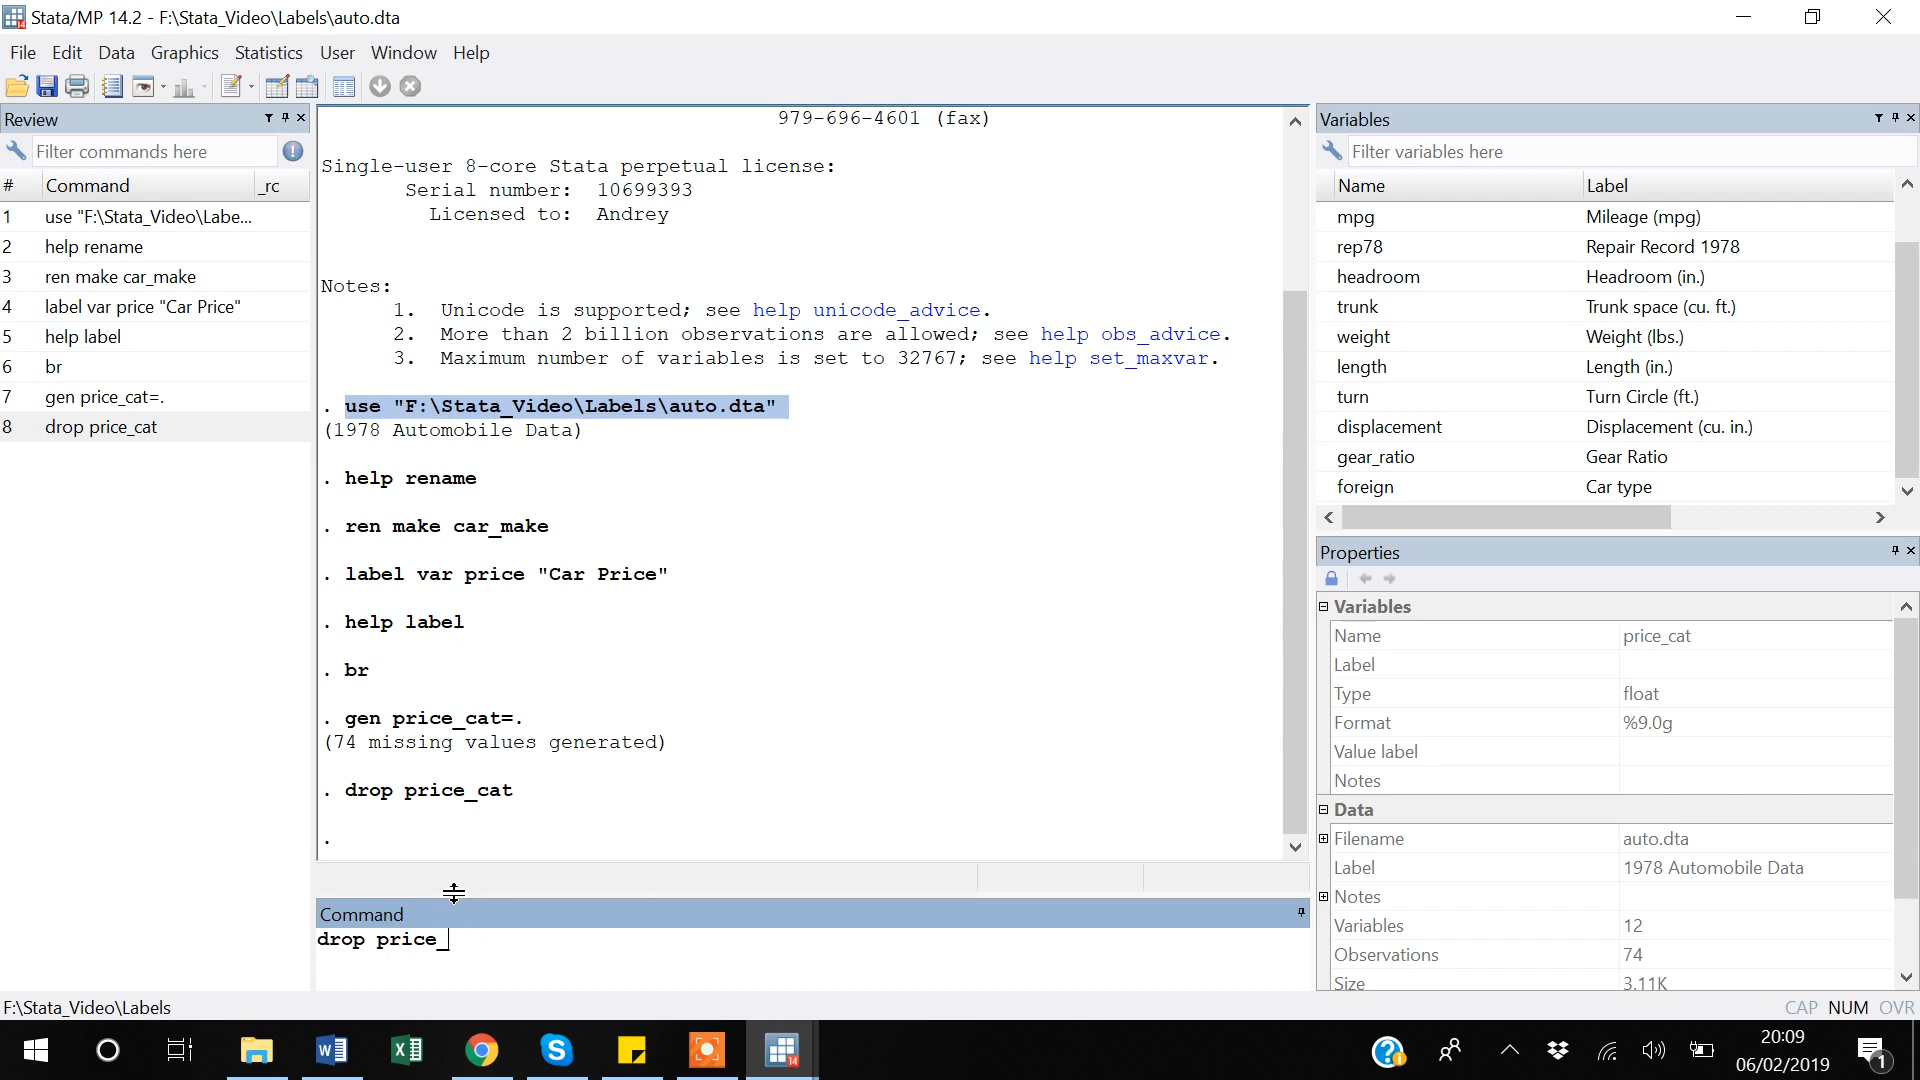 Stata/MP 14.2 - F:\Stata_Video\Labels\auto.dta
File Edit Data Graphics Statistics User Window Help
Review
Filter commands here
# Command _rc
1 use "F:\Stata_Video\Labe...
2 help rename
3 ren make car_make
4 label var price "Car Price"
5 help label
6 br
7 gen price_cat=.
8 drop price_cat
979-696-4601 (fax)
Single-user 8-core Stata perpetual license:
Serial number: 10699393
Licensed to: Andrey
Notes:
1. Unicode is supported; see help unicode_advice.
2. More than 2 billion observations are allowed; see help obs_advice.
3. Maximum number of variables is set to 32767; see help set_maxvar.
. use "F:\Stata_Video\Labels\auto.dta"
(1978 Automobile Data)
. help rename
. ren make car_make
. label var price "Car Price"
. help label
. br
. gen price_cat=.
(74 missing values generated)
. drop price_cat
.
Command
drop price_
Variables
Filter variables here
Name Label
mpg Mileage (mpg)
rep78 Repair Record 1978
headroom Headroom (in.)
trunk Trunk space (cu. ft.)
weight Weight (lbs.)
length Length (in.)
turn Turn Circle (ft.)
displacement Displacement (cu. in.)
gear_ratio Gear Ratio
foreign Car type
Properties
Variables
Name price_cat
Label
Type float
Format %9.0g
Value label
Notes
Data
Filename auto.dta
Label 1978 Automobile Data
Notes
Variables 12
Observations 74
Size 3.11K
F:\Stata_Video\Labels
CAP NUM OVR
20:09
06/02/2019
1